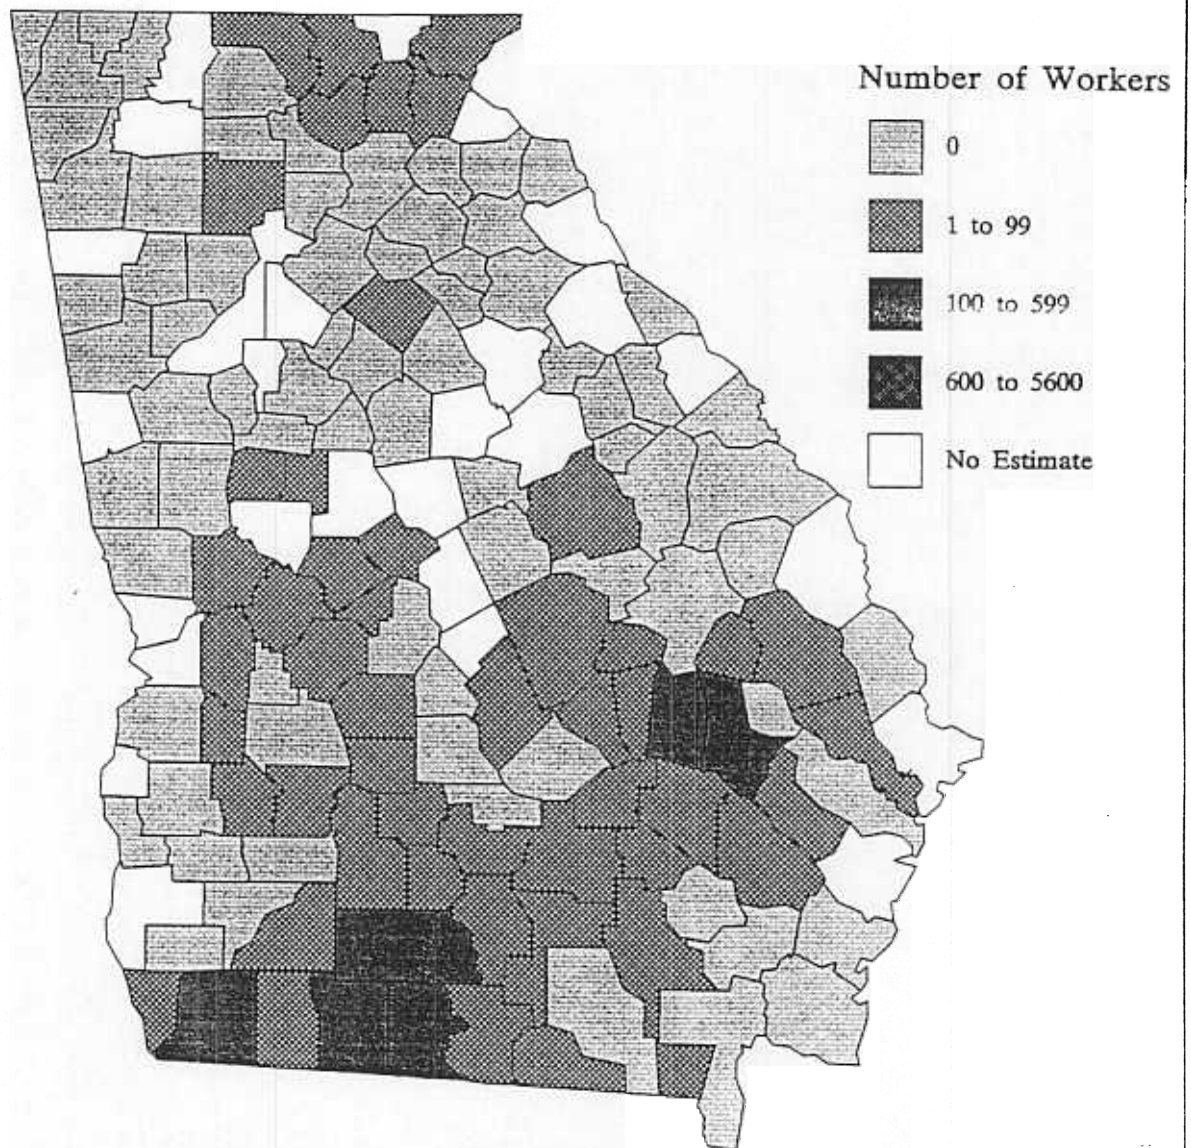 Number of Workers
0
1 to 99
100 to 599
600 to 5600
No Estimate